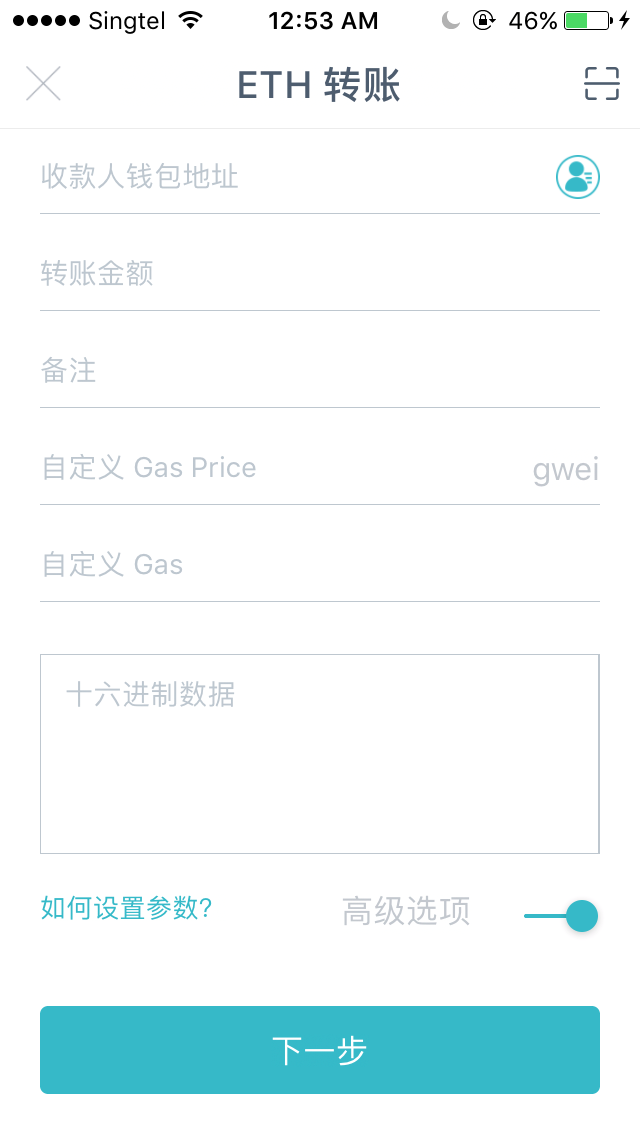 Singtel 12:53 AM 46%
ETH 转账
收款人钱包地址
转账金额
备注
自定义 Gas Price gwei
自定义 Gas
十六进制数据
如何设置参数? 高级选项
下一步